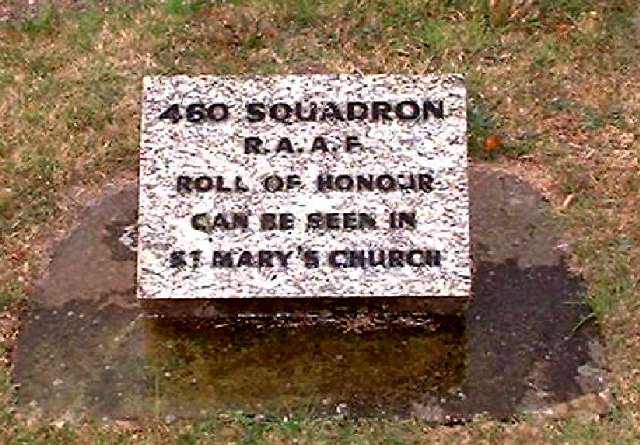 460 SQUADRON
R.A.A.F.
ROLL OF HONOUR
CAN BE SEEN IN
ST MARY'S CHURCH